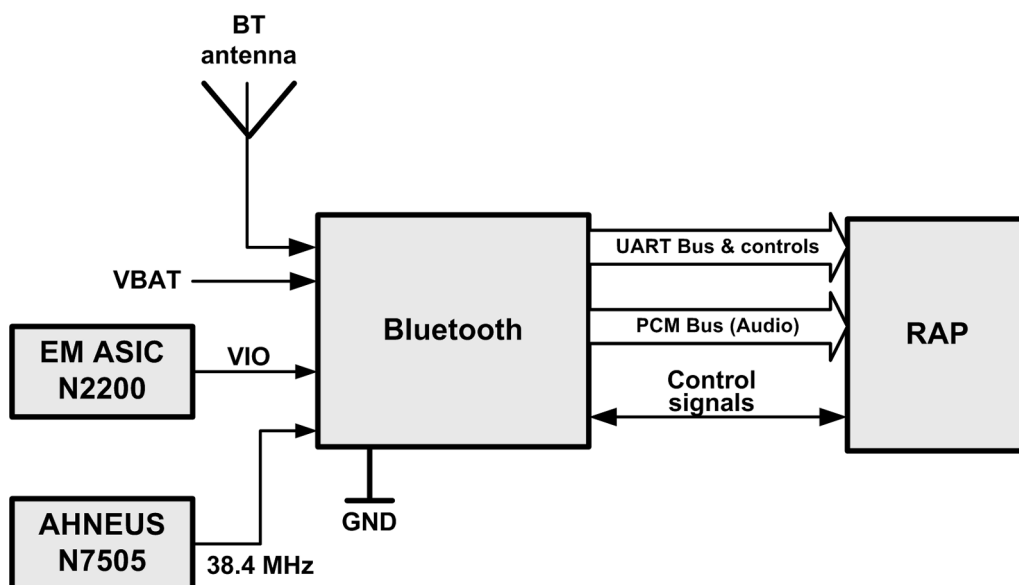 BT
antenna
VBAT
EM ASIC
N2200
VIO
AHNEUS
N7505
38.4 MHz
Bluetooth
GND
UART Bus & controls
PCM Bus (Audio)
Control
signals
RAP